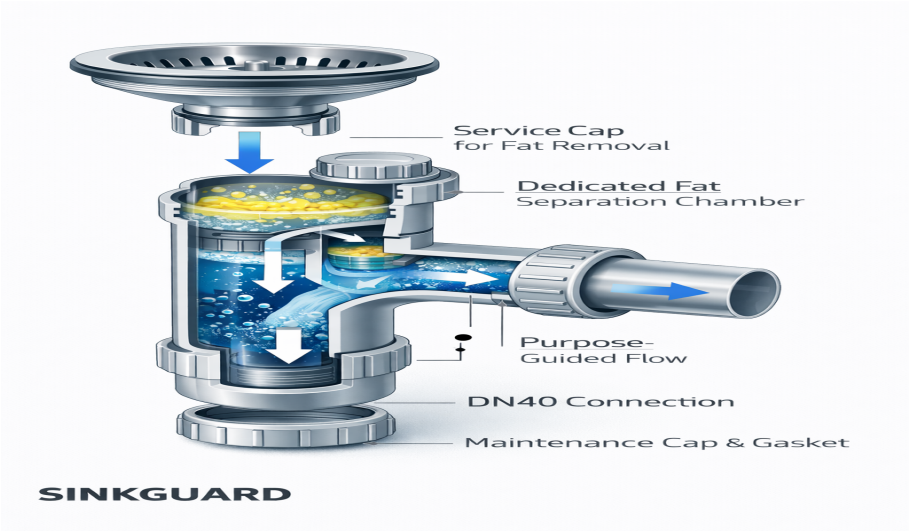 Service Cap
for Fat Removal
Dedicated Fat
Separation Chamber
Purpose-
Guided Flow
DN40 Connection
Maintenance Cap & Gasket
SINKGUARD